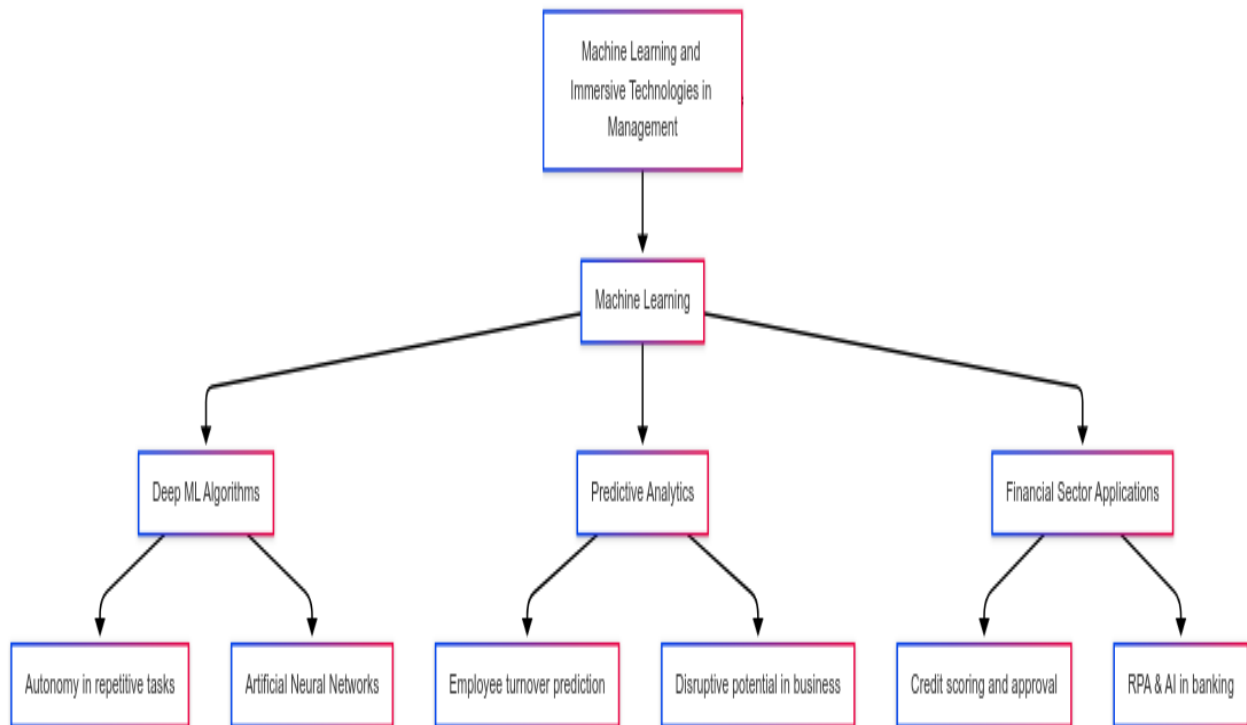 Machine Learning and
Immersive Technologies in
Management
Machine Learning
Deep ML Algorithms
Predictive Analytics
Financial Sector Applications
Autonomy in repetitive tasks
Artificial Neural Networks
Employee turnover prediction
Disruptive potential in business
Credit scoring and approval
RPA & AI in banking